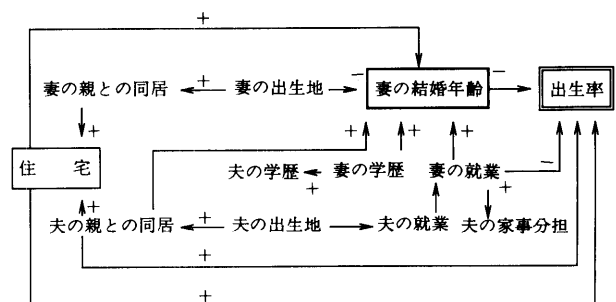 +
妻の親との同居 + 妻の出生地 − 妻の結婚年齢 − 出生率
+ + + +
住 宅 夫の学歴 + 妻の学歴 妻の就業 + −
+
夫の親との同居 + 夫の出生地 夫の就業 夫の家事分担
+
+